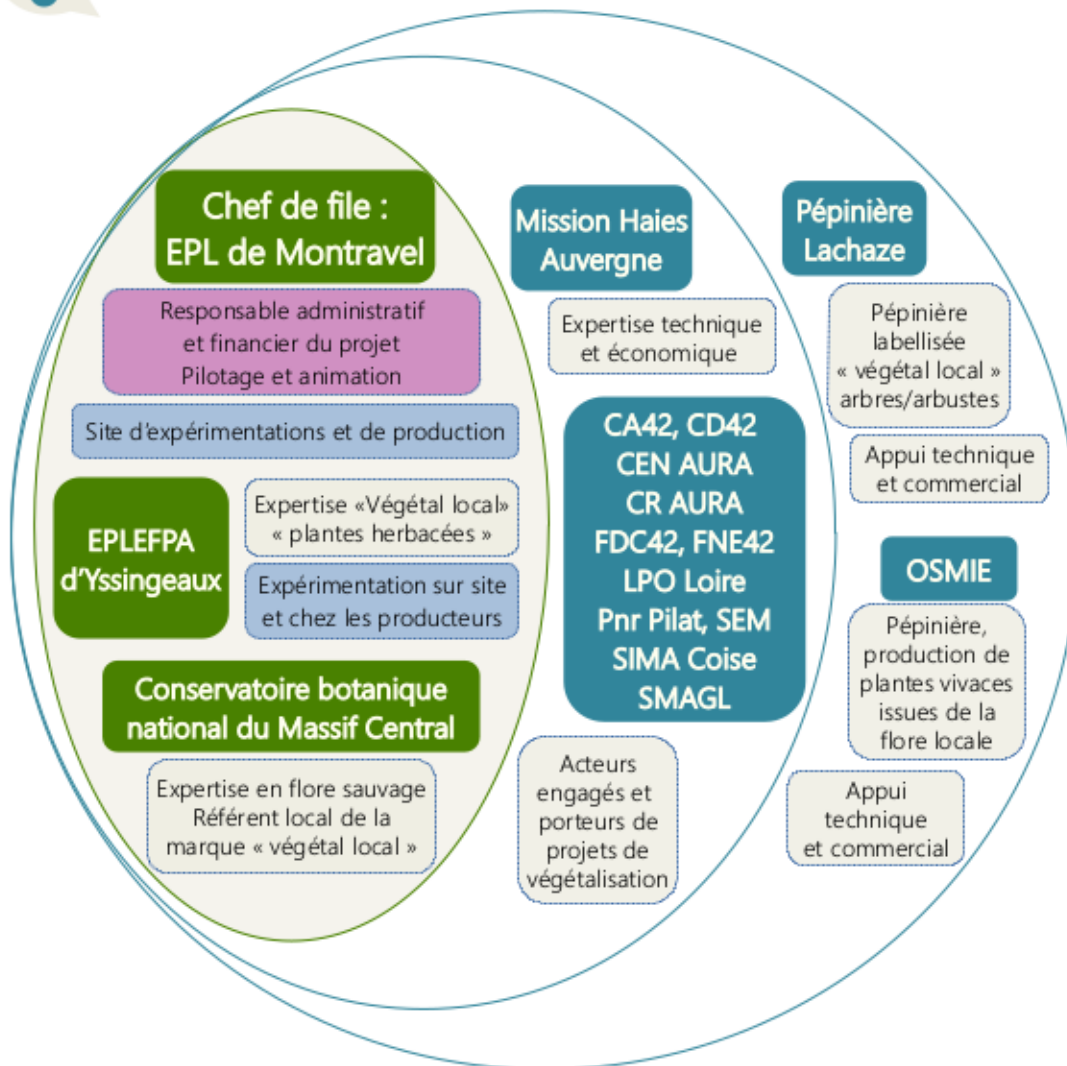 Chef de file :
EPL de Montravel
Responsable administratif
et financier du projet
Pilotage et animation
Site d'expérimentations et de production
EPLEFPA
d'Yssingeaux
Expertise «Végétal local»
« plantes herbacées »
Expérimentation sur site
et chez les producteurs
Conservatoire botanique
national du Massif Central
Expertise en flore sauvage
Référent local de la
marque « végétal local »
Mission Haies
Auvergne
Expertise technique
et économique
CA42, CD42
CEN AURA
CR AURA
FDC42, FNE42
LPO Loire
Pnr Pilat, SEM
SIMA Coise
SMAGL
Acteurs
engagés et
porteurs de
projets de
végétalisation
Pépinière
Lachaze
Pépinière
labellisée
« végétal local »
arbres/arbustes
Appui technique
et commercial
OSMIE
Pépinière,
production de
plantes vivaces
issues de la
flore locale
Appui
technique
et commercial